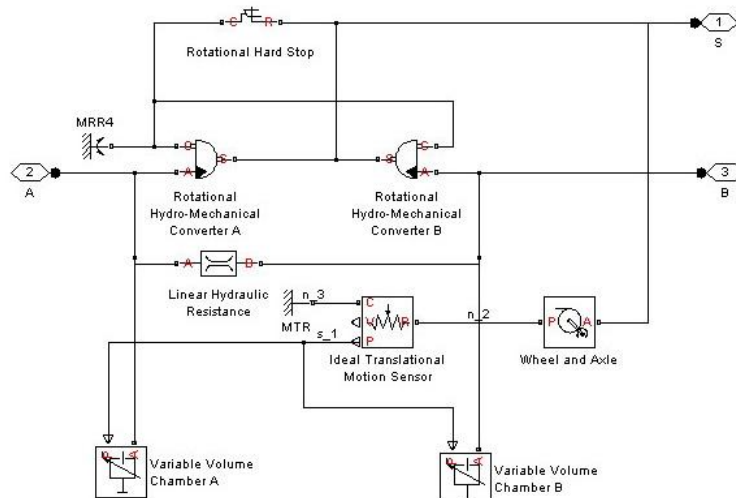 C R
1
S
Rotational Hard Stop
MRR4
C
S
S
C
2
A
A
A
3
B
Rotational
Hydro-Mechanical
Converter A
Rotational
Hydro-Mechanical
Converter B
A B
Linear Hydraulic
Resistance
n_3
MTR
C
V R
P
n_2
P A
s_1
Ideal Translational
Motion Sensor
Wheel and Axle
P A
Variable Volume
Chamber A
P A
Variable Volume
Chamber B